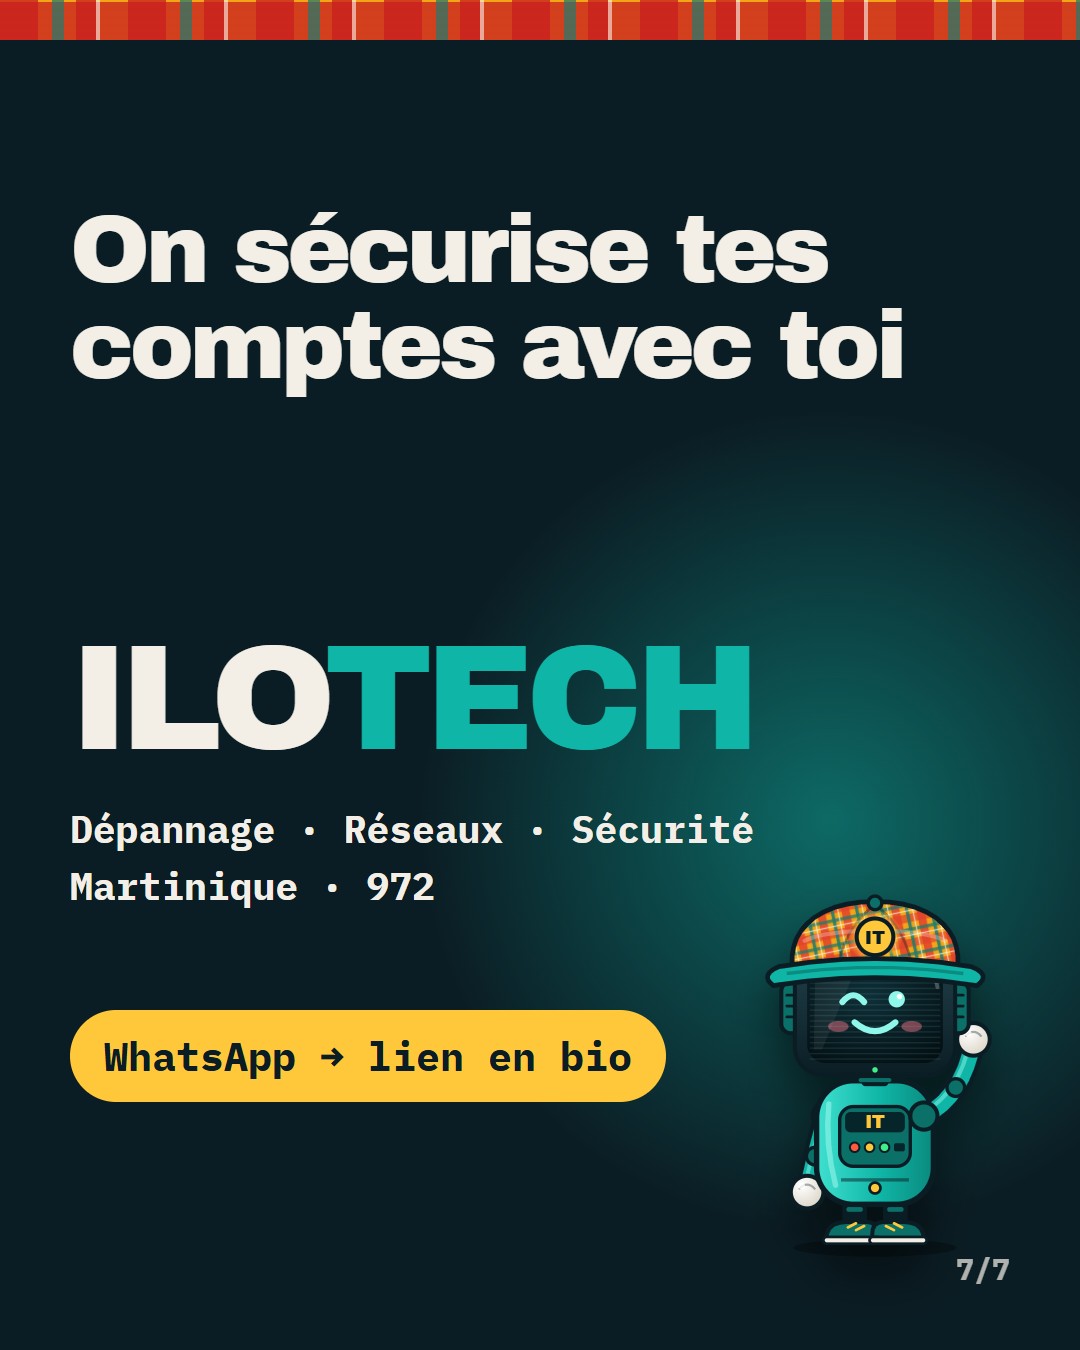 On sécurise tes
comptes avec toi
ILOTECH
Dépannage · Réseaux · Sécurité
Martinique · 972
IT
WhatsApp → lien en bio
IT
7/7